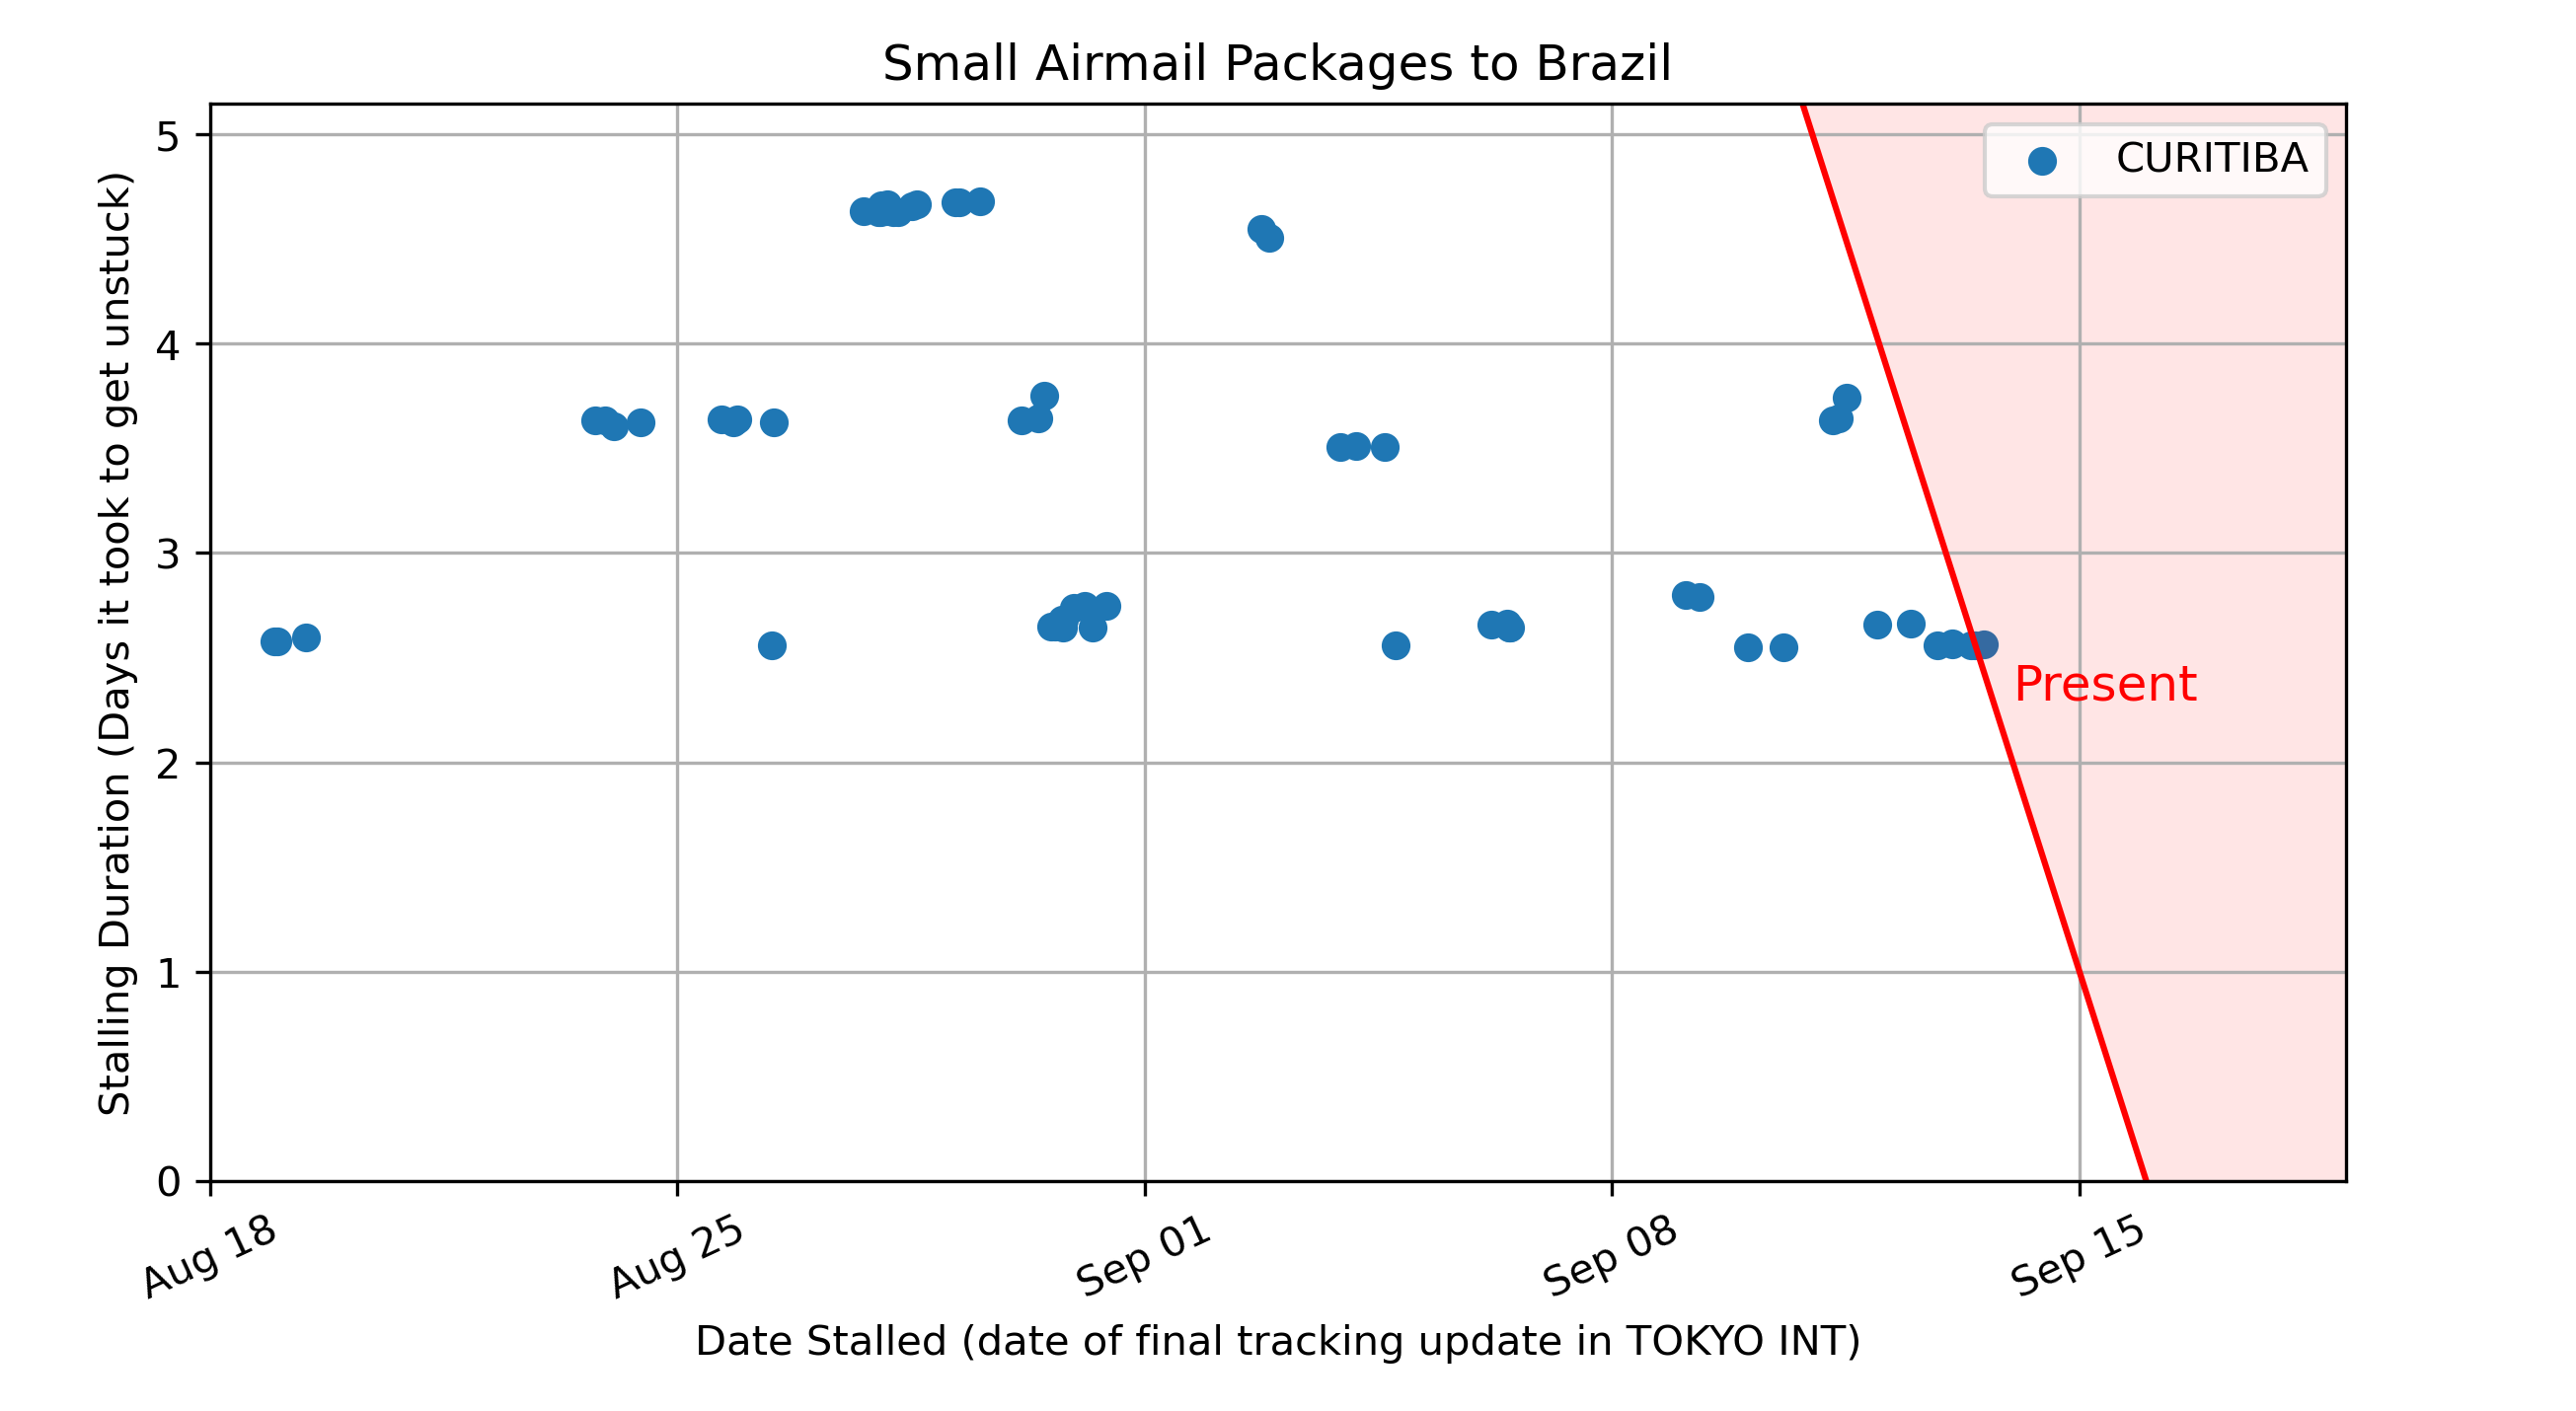 Small Airmail Packages to Brazil
CURITIBA
5
4
3
2
1
0
Stalling Duration (Days it took to get unstuck)
Present
Aug 18
Aug 25
Sep 01
Sep 08
Sep 15
Date Stalled (date of final tracking update in TOKYO INT)